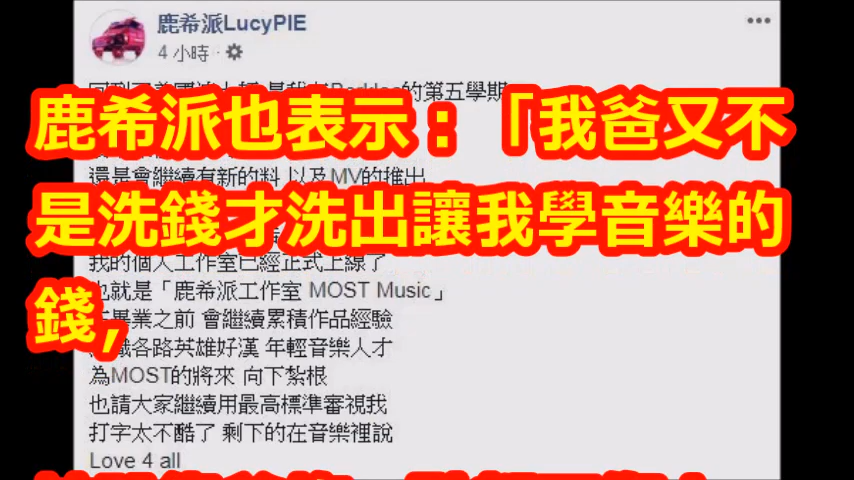 鹿希派LucyPIE
4 小時
的第五學期
鹿希派也表示：「我爸又不
還是會繼續有新的料 以及MV的推出
是洗錢才洗出讓我學音樂的
我的個人工作室已經正式上線了
也就是「鹿希派工作室 MOST Music」
錢，
畢業之前 會繼續累積作品經驗
各路英雄好漢 年輕音樂人才
為MOST的將來 向下紮根
也請大家繼續用最高標準審視我
打字太不酷了 剩下的在音樂裡說
Love 4 all